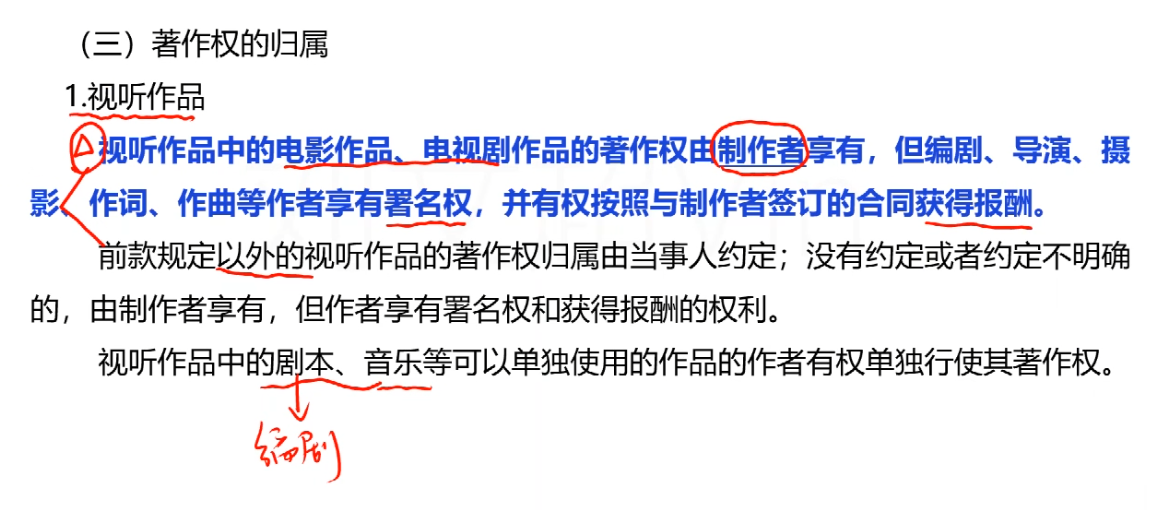 （三）著作权的归属
1.视听作品
视听作品中的电影作品、电视剧作品的著作权由制作者享有，但编剧、导演、摄
影、作词、作曲等作者享有署名权，并有权按照与制作者签订的合同获得报酬。
前款规定以外的视听作品的著作权归属由当事人约定；没有约定或者约定不明确
的，由制作者享有，但作者享有署名权和获得报酬的权利。
视听作品中的剧本、音乐等可以单独使用的作品的作者有权单独行使其著作权。
编剧